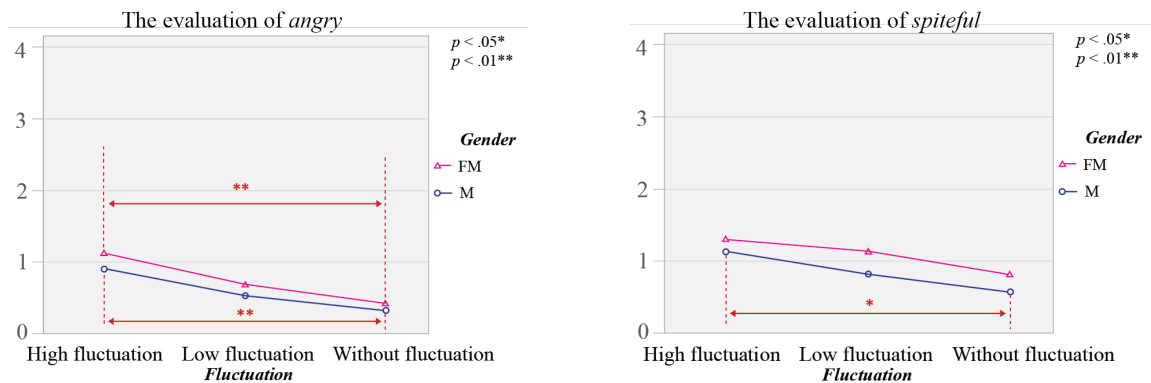 The evaluation of angry
p < .05*
p < .01**
4
3
2
1
0
**
**
Gender
FM
M
High fluctuation
Low fluctuation
Without fluctuation
Fluctuation
The evaluation of spiteful
p < .05*
p < .01**
4
3
2
1
0
*
Gender
FM
M
High fluctuation
Low fluctuation
Without fluctuation
Fluctuation